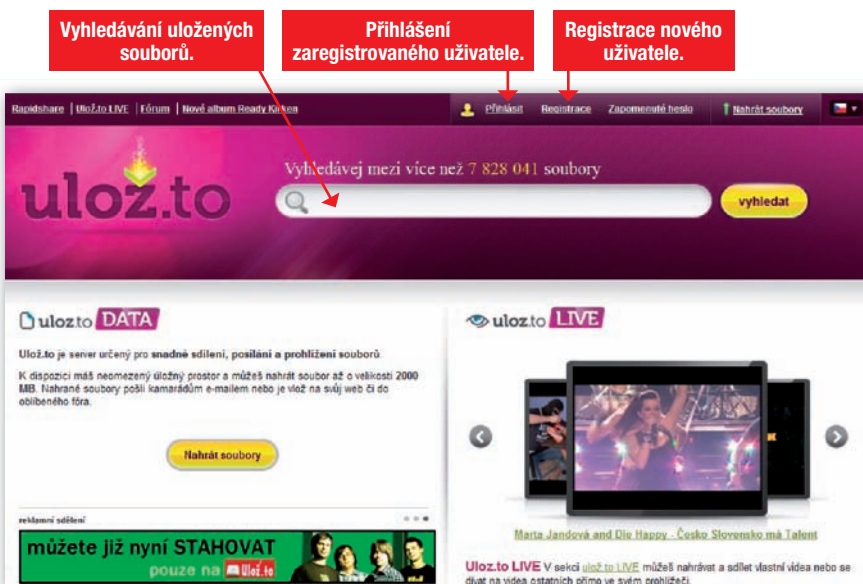 Vyhledávání uložených
souborů.
Přihlášení
zaregistrovaného uživatele.
Registrace nového
uživatele.
Rapidshare | Ulož.to LIVE | Fórum | Nové album Ready Kirken
Přihlásit Registrace Zapomenuté heslo Nahrát soubory
uloz.to
Vyhledávej mezi více než 7 828 041 soubory
vyhledat
uloz.to DATA
Ulož.to je server určený pro snadné sdílení, posílání a prohlížení souborů.
K dispozici máš neomezený úložný prostor a můžeš nahrát soubor až o velikosti 2000
MB. Nahrané soubory pošli kamarádům e-mailem nebo je vlož na svůj web či do
oblíbeného fóra.
Nahrát soubory
reklamní sdělení
můžete již nyní STAHOVAT
pouze na Ulož.to
uloz.to LIVE
Marta Jandová and Die Happy - Česko Slovensko má Talent
Uloz.to LIVE V sekci ulož.to LIVE můžeš nahrávat a sdílet vlastní videa nebo se
dívat na videa ostatních přímo ve svém prohlížeči.